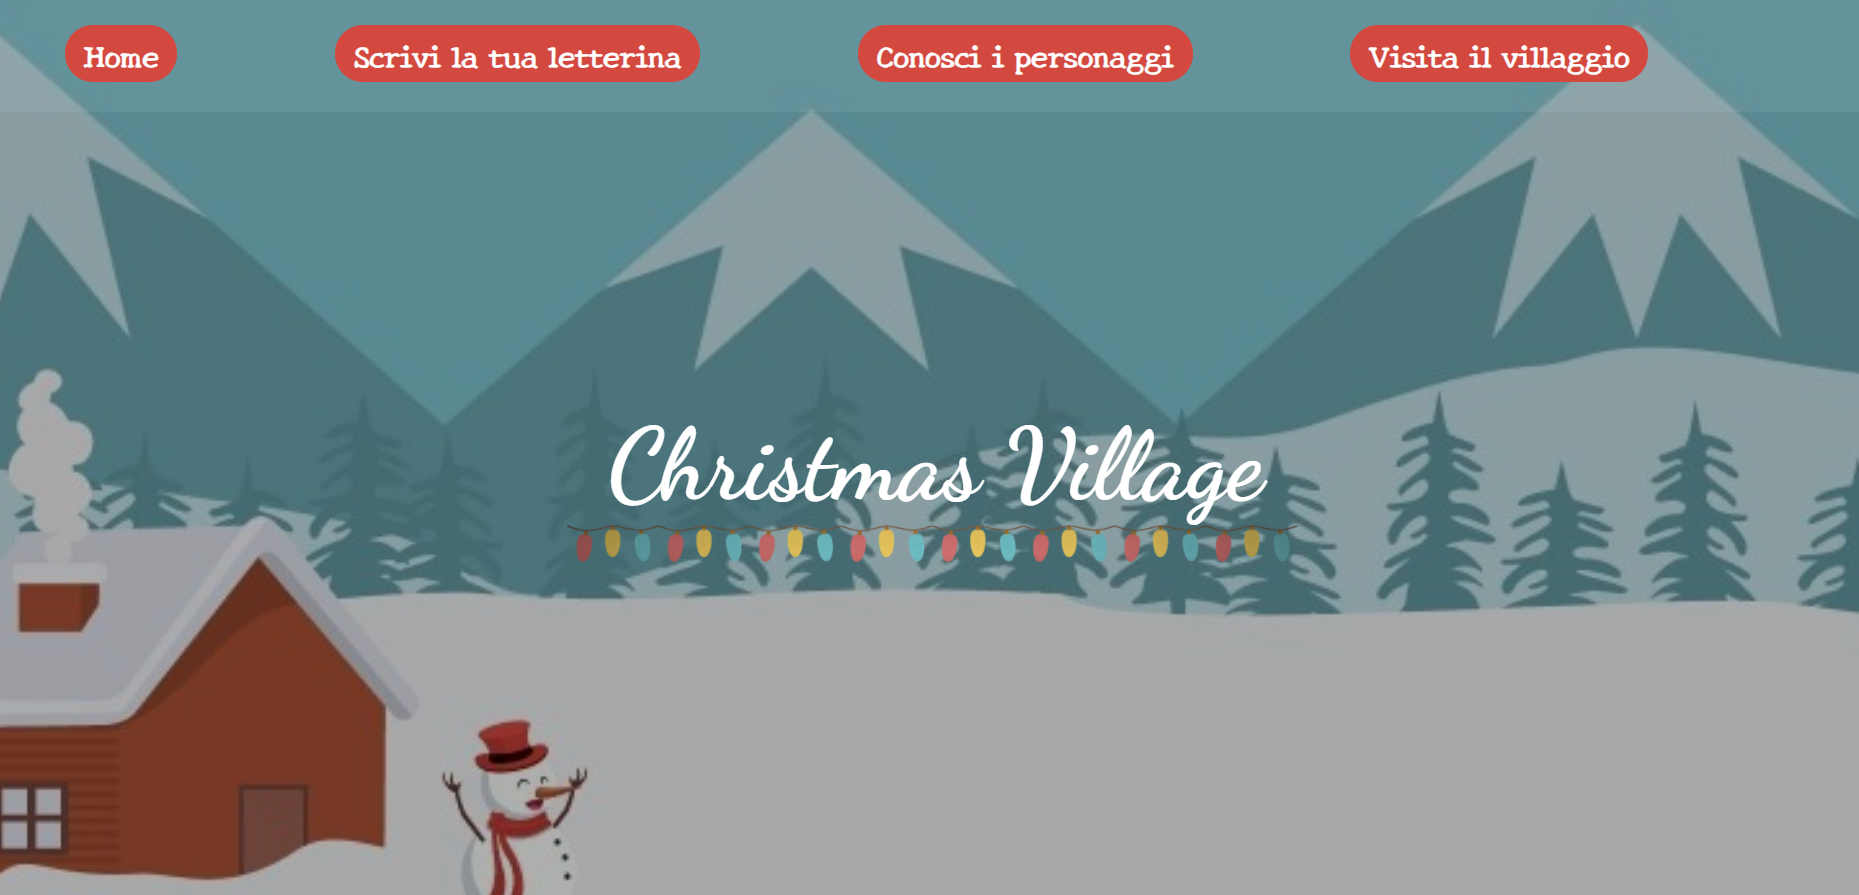 Home
Scrivi la tua letterina
Conosci i personaggi
Visita il villaggio
Christmas Village